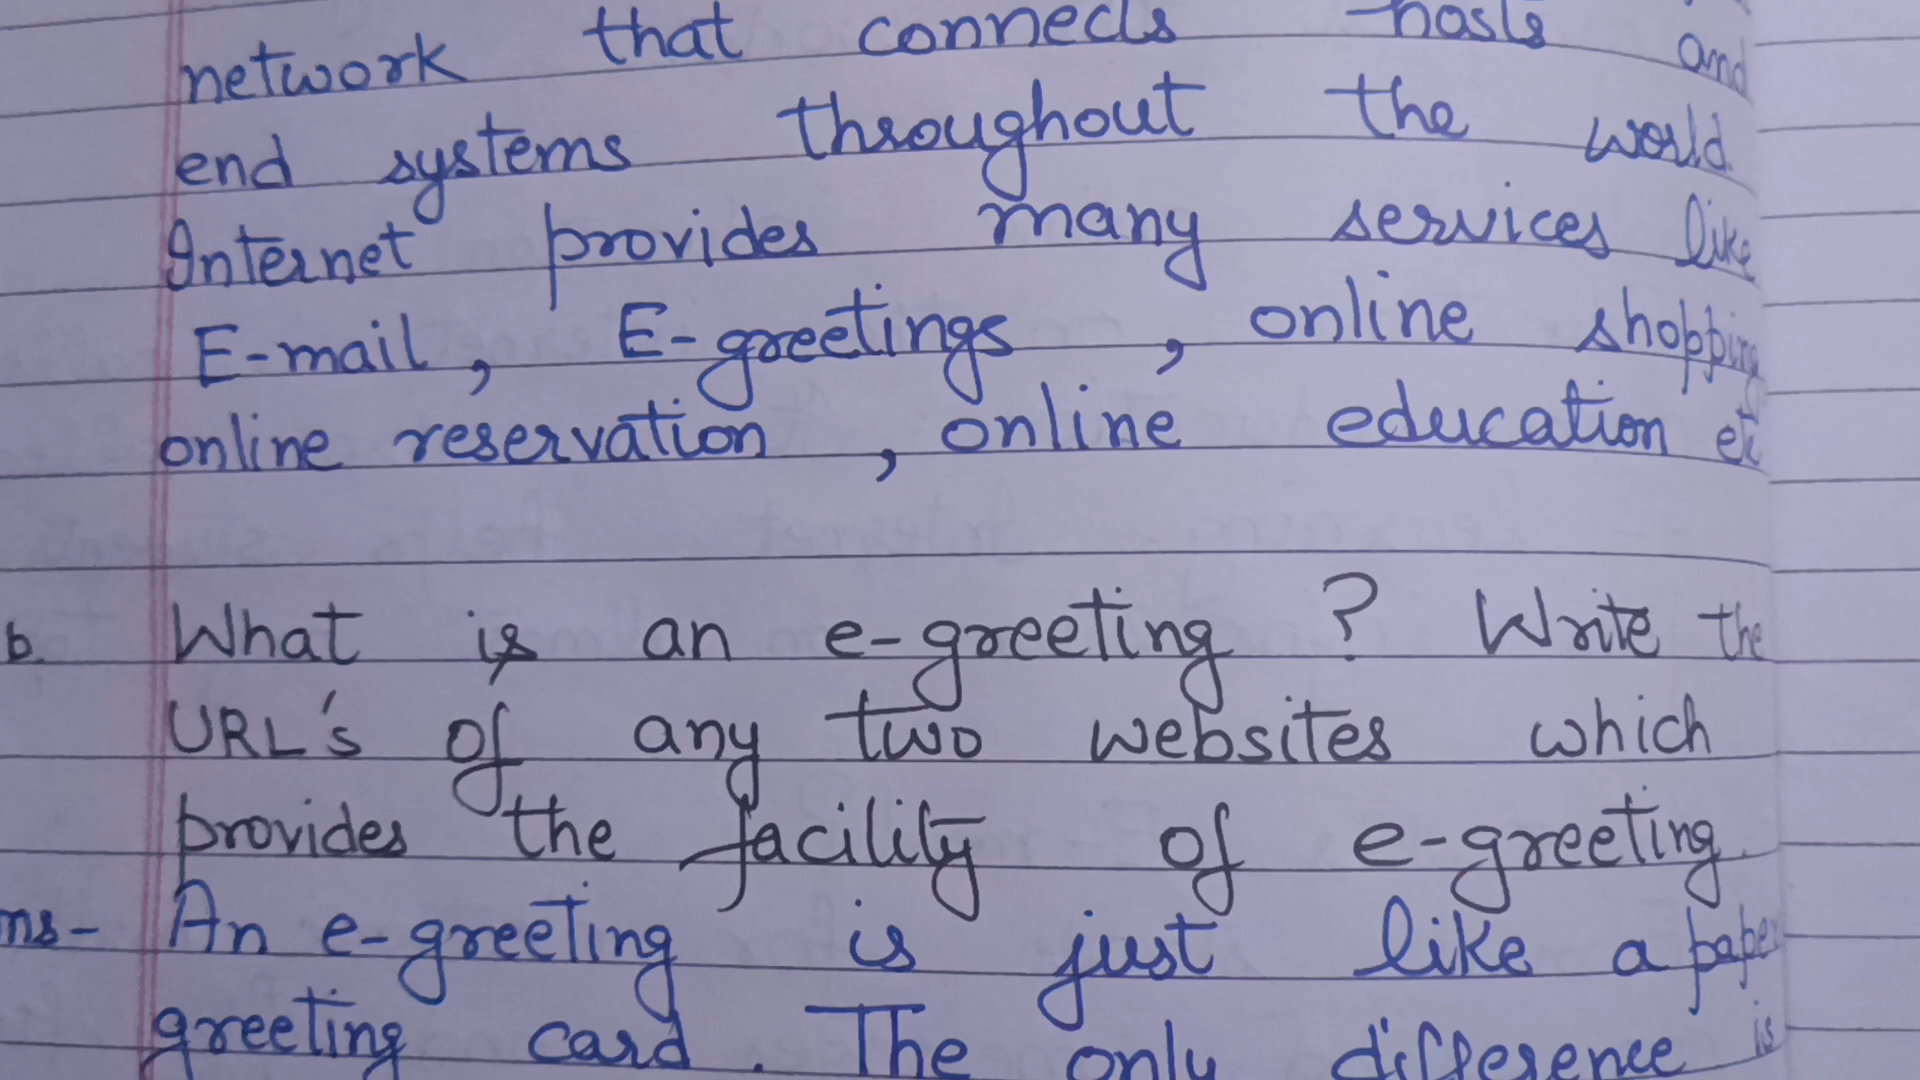 network that connects hosts and
end systems throughout the world
Internet provides many services like
E-mail, E-greetings, online shopping
online reservation, online education etc
b. What is an e-greeting? Write the
URL's of any two websites which
provides the facility of e-greeting.
ns- An e-greeting is just like a paper
greeting card. The only difference is